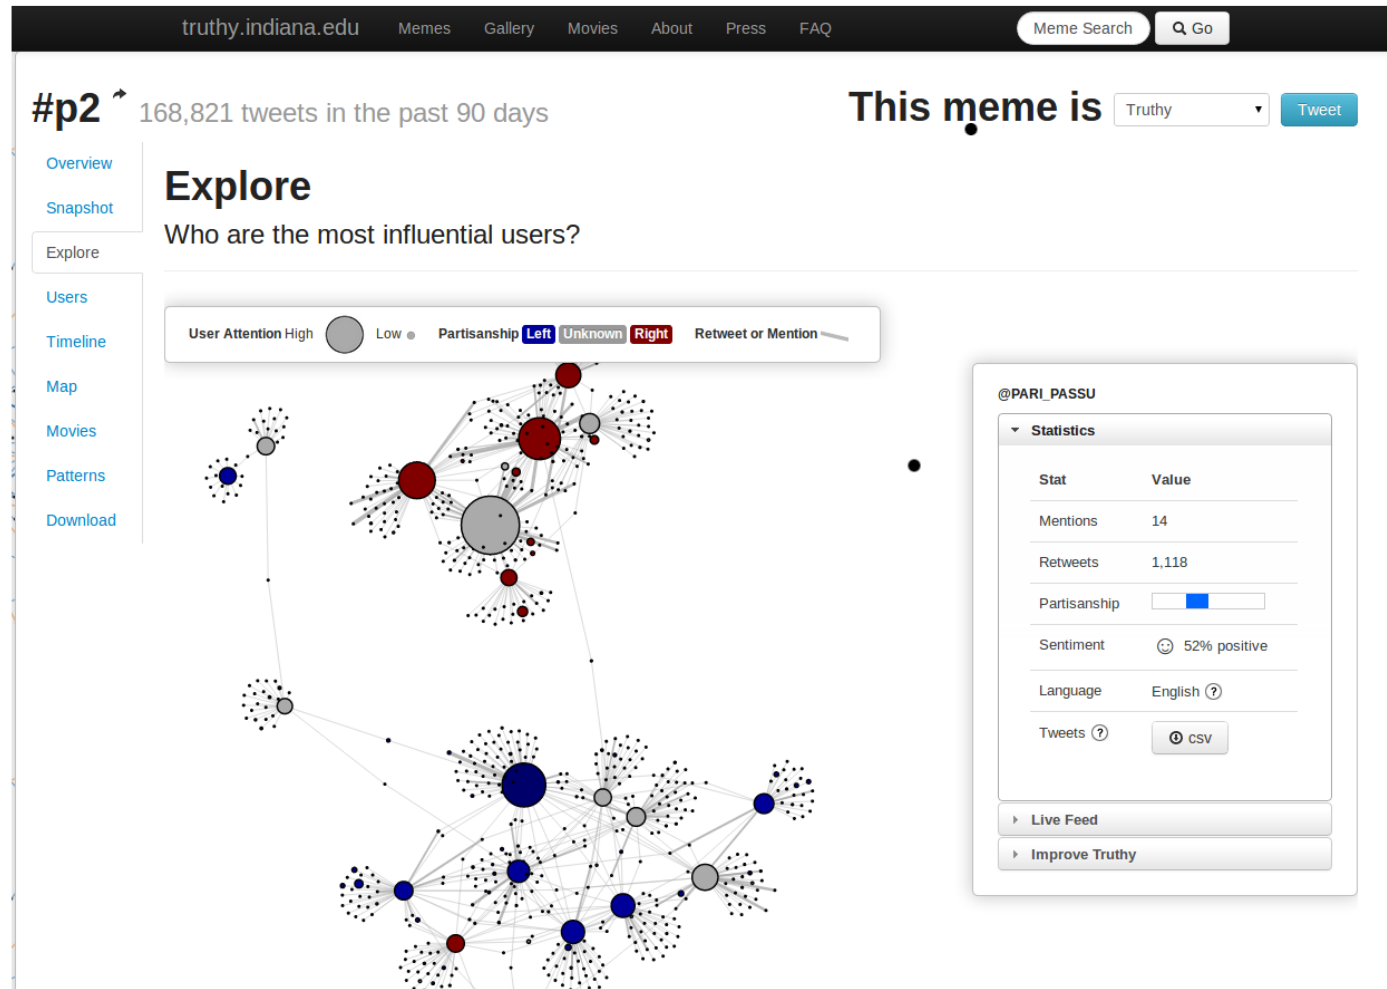 truthy.indiana.edu Memes Gallery Movies About Press FAQ Meme Search Go
#p2 168,821 tweets in the past 90 days This meme is Truthy Tweet
Overview
Snapshot
Explore
Users
Timeline
Map
Movies
Patterns
Download
Explore
Who are the most influential users?
User Attention High Low Partisanship Left Unknown Right Retweet or Mention
@PARI_PASSU
Statistics
Stat Value
Mentions 14
Retweets 1,118
Partisanship
Sentiment 52% positive
Language English ?
Tweets ? csv
Live Feed
Improve Truthy